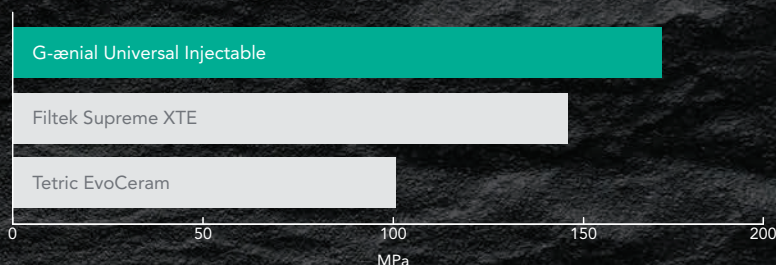 G-ænial Universal Injectable
Filtek Supreme XTE
Tetric EvoCeram
0 50 100 150 200
MPa